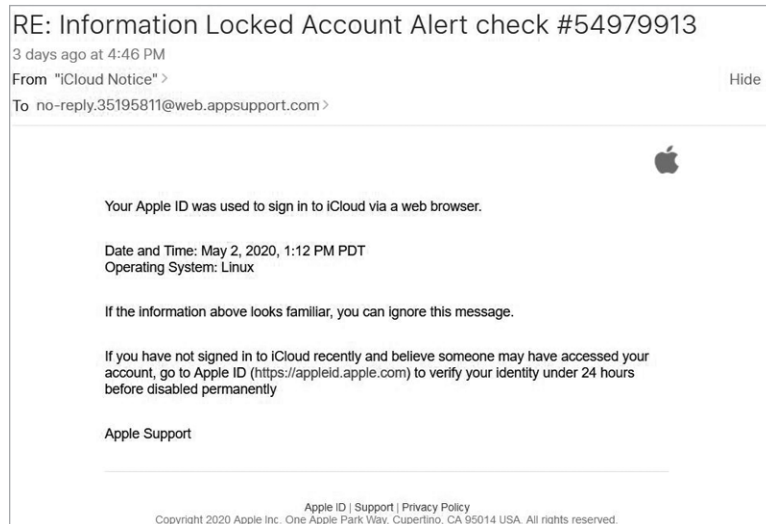 RE: Information Locked Account Alert check #54979913
3 days ago at 4:46 PM
From "iCloud Notice" >
Hide
To no-reply.35195811@web.appsupport.com >
Your Apple ID was used to sign in to iCloud via a web browser.
Date and Time: May 2, 2020, 1:12 PM PDT
Operating System: Linux
If the information above looks familiar, you can ignore this message.
If you have not signed in to iCloud recently and believe someone may have accessed your
account, go to Apple ID (https://appleid.apple.com) to verify your identity under 24 hours
before disabled permanently
Apple Support
Apple ID | Support | Privacy Policy
Copyright 2020 Apple Inc. One Apple Park Way, Cupertino, CA 95014 USA. All rights reserved.